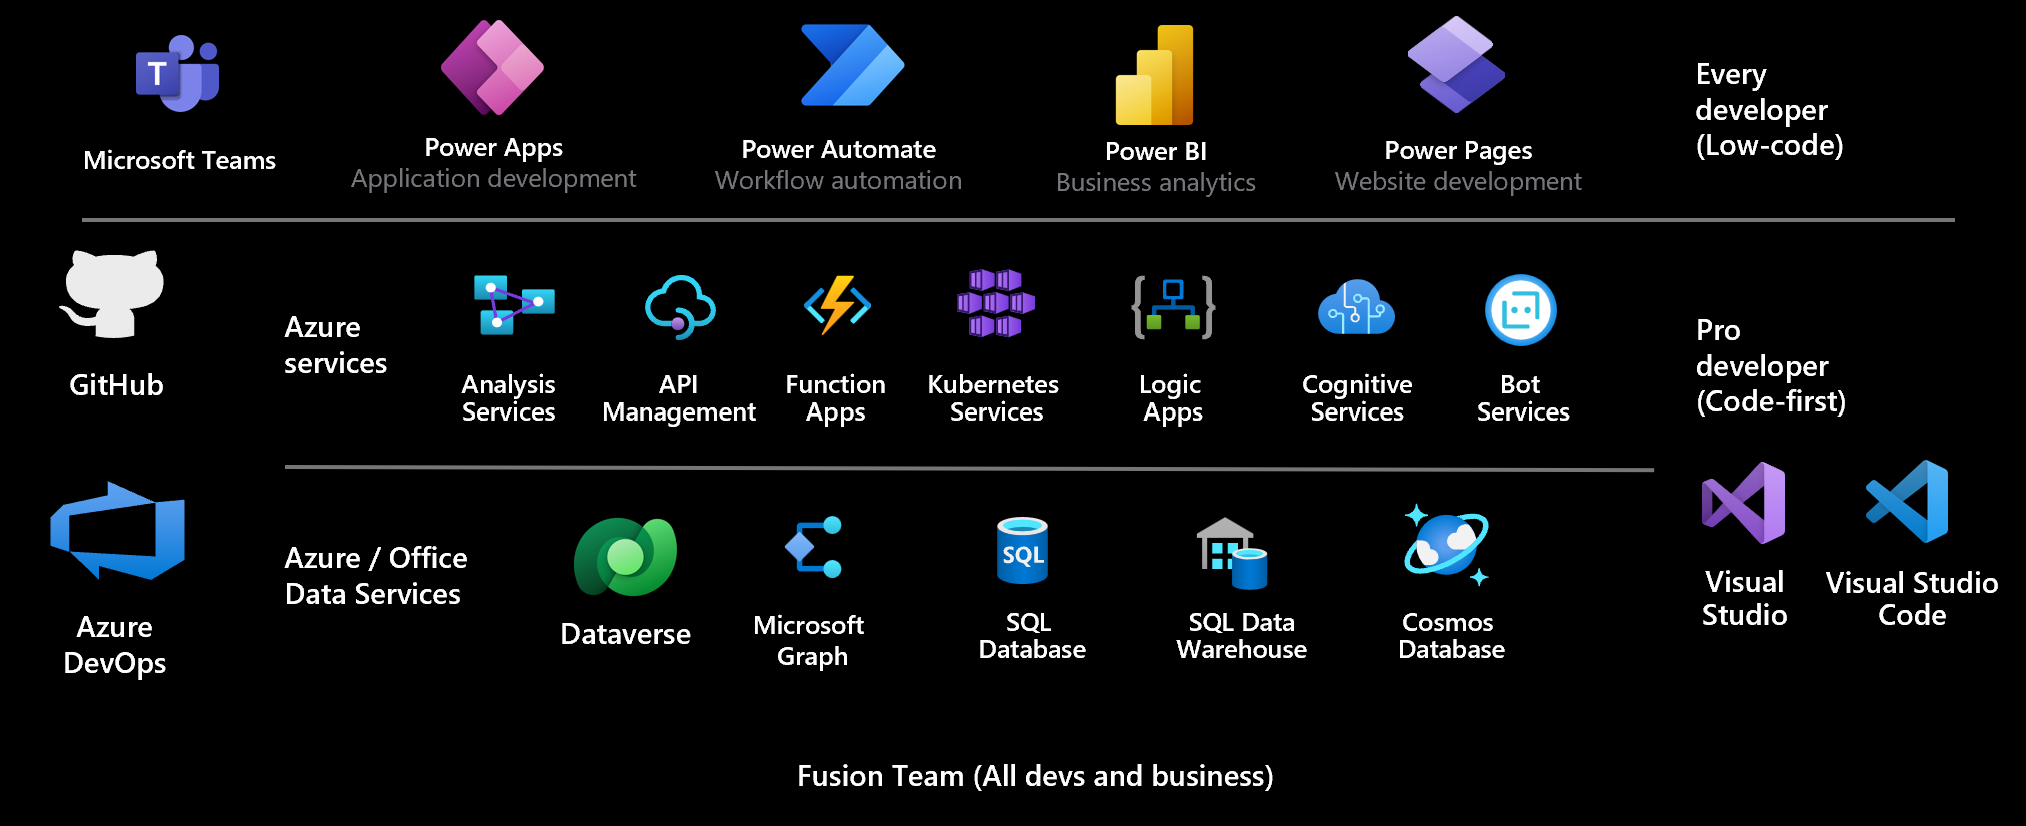 T
Microsoft Teams
Power Apps
Application development
Power Automate
Workflow automation
Power BI
Business analytics
Power Pages
Website development
Every
developer
(Low-code)
GitHub
Azure
services
Analysis
Services
API
Management
Function
Apps
Kubernetes
Services
Logic
Apps
Cognitive
Services
Bot
Services
Pro
developer
(Code-first)
Azure
DevOps
Azure / Office
Data Services
Dataverse
Microsoft
Graph
SQL
SQL
Database
SQL Data
Warehouse
Cosmos
Database
Visual
Studio
Visual Studio
Code
Fusion Team (All devs and business)